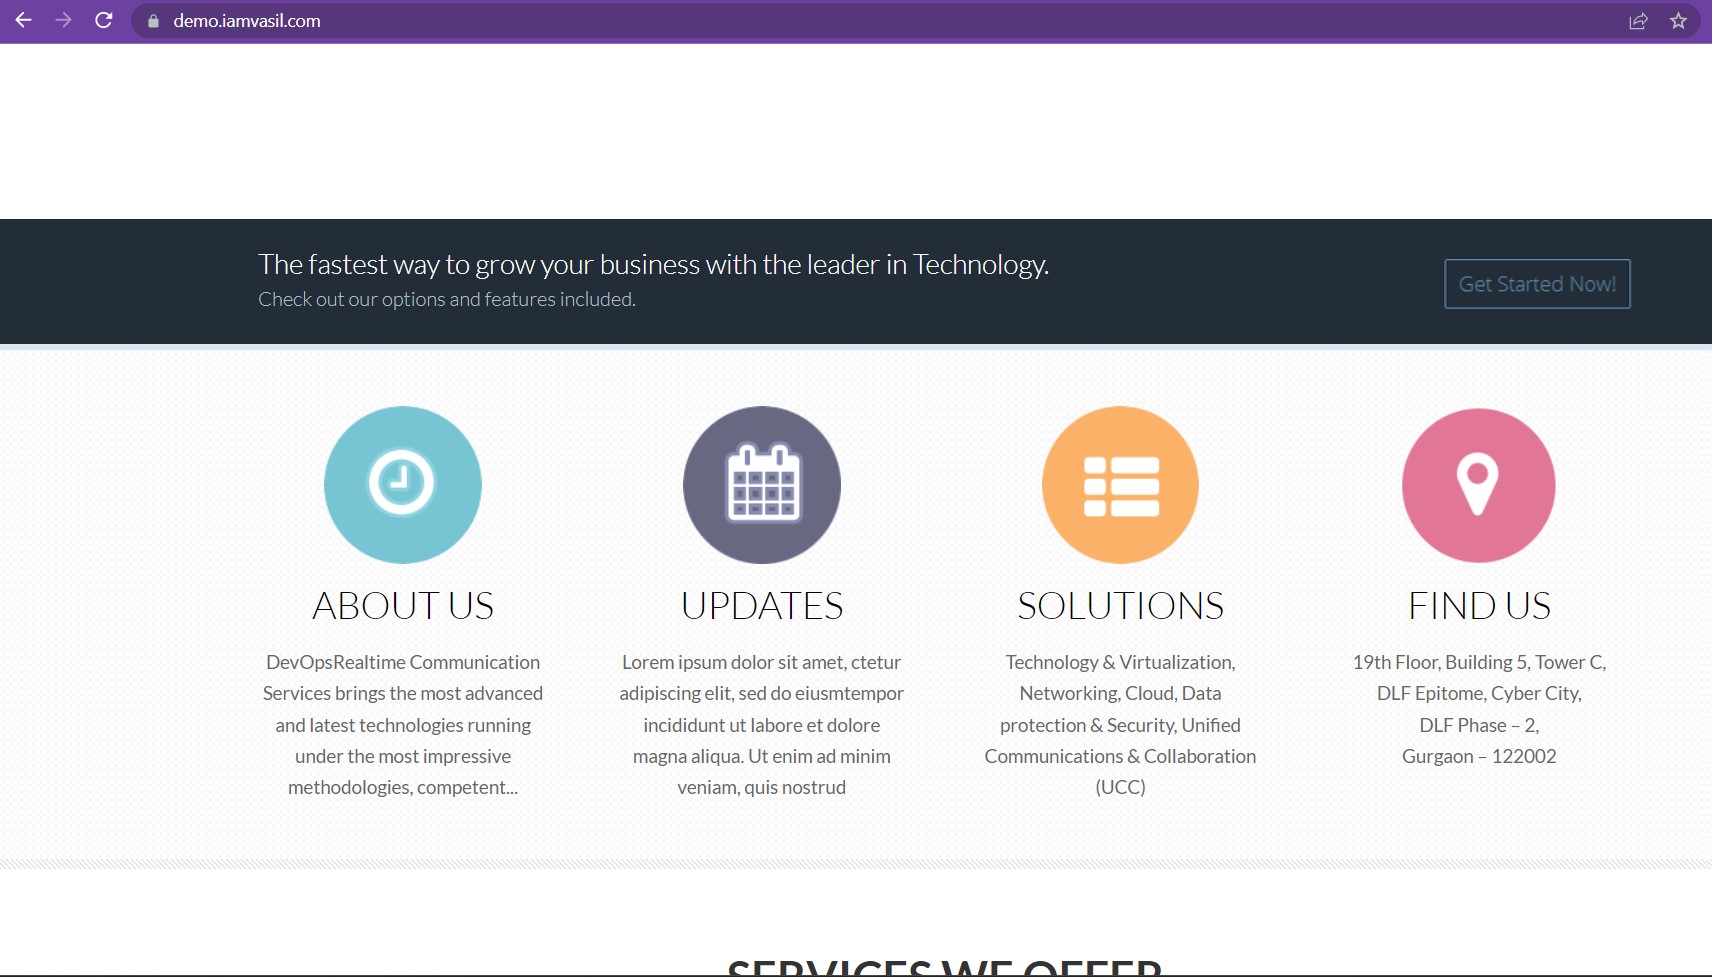 demo.iamvasil.com
The fastest way to grow your business with the leader in Technology.
Check out our options and features included.
Get Started Now!
ABOUT US
DevOpsRealtime Communication
Services brings the most advanced
and latest technologies running
under the most impressive
methodologies, competent...
UPDATES
Lorem ipsum dolor sit amet, ctetur
adipiscing elit, sed do eiusmtempor
incididunt ut labore et dolore
magna aliqua. Ut enim ad minim
veniam, quis nostrud
SOLUTIONS
Technology & Virtualization,
Networking, Cloud, Data
protection & Security, Unified
Communications & Collaboration
(UCC)
FIND US
19th Floor, Building 5, Tower C,
DLF Epitome, Cyber City,
DLF Phase – 2,
Gurgaon – 122002
SERVICES WE OFFER